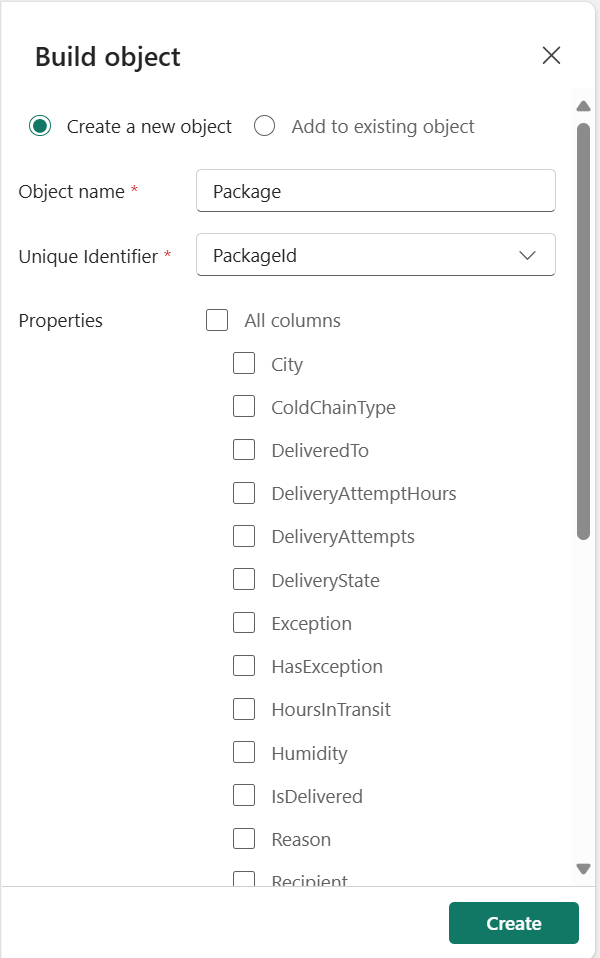 Build object
Create a new object Add to existing object
Object name * Package
Unique Identifier * PackageId
Properties All columns
City
ColdChainType
DeliveredTo
DeliveryAttemptHours
DeliveryAttempts
DeliveryState
Exception
HasException
HoursInTransit
Humidity
IsDelivered
Reason
Recipient
Create